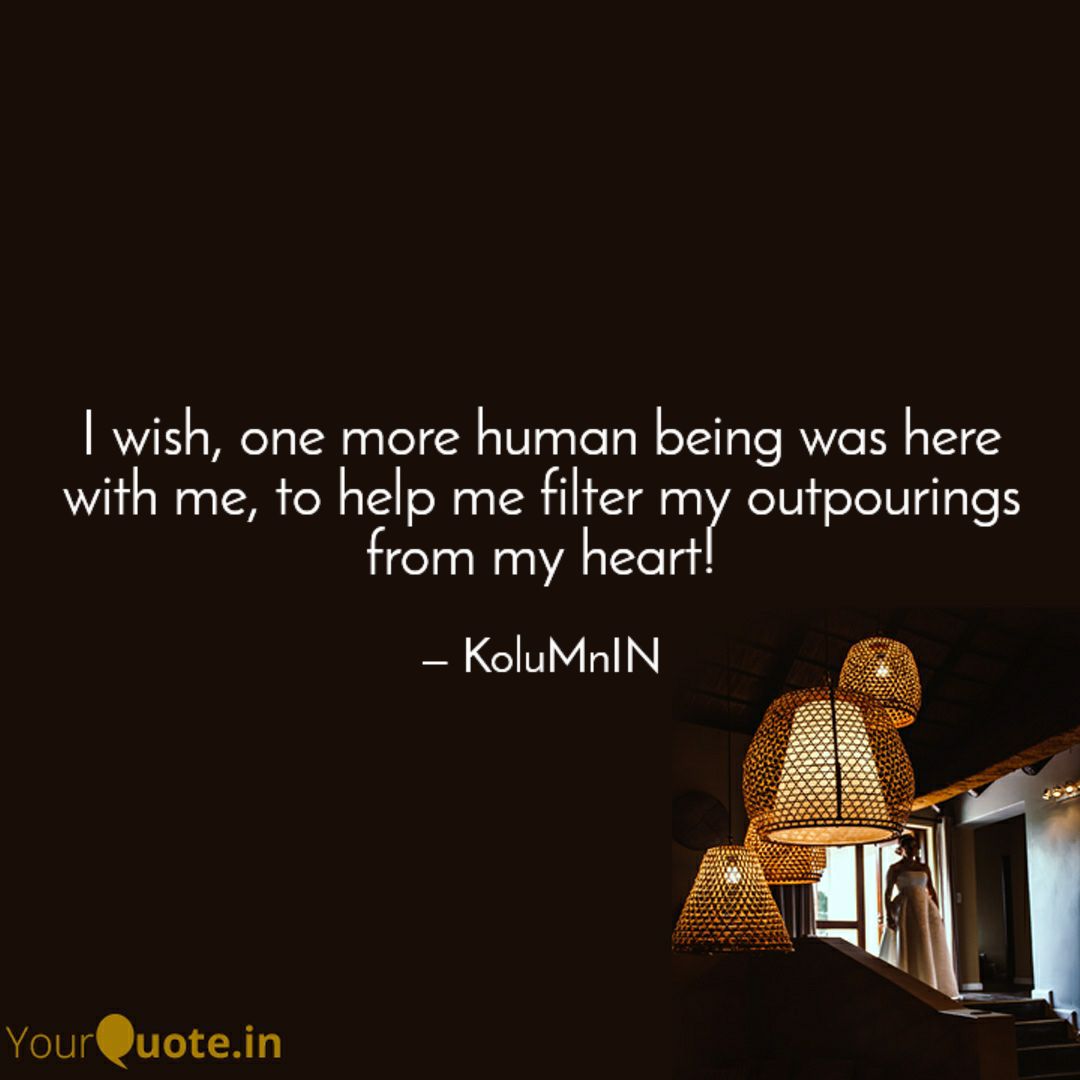 I wish, one more human being was here
with me, to help me filter my outpourings
from my heart!
– KoluMnIN
YourQuote.in